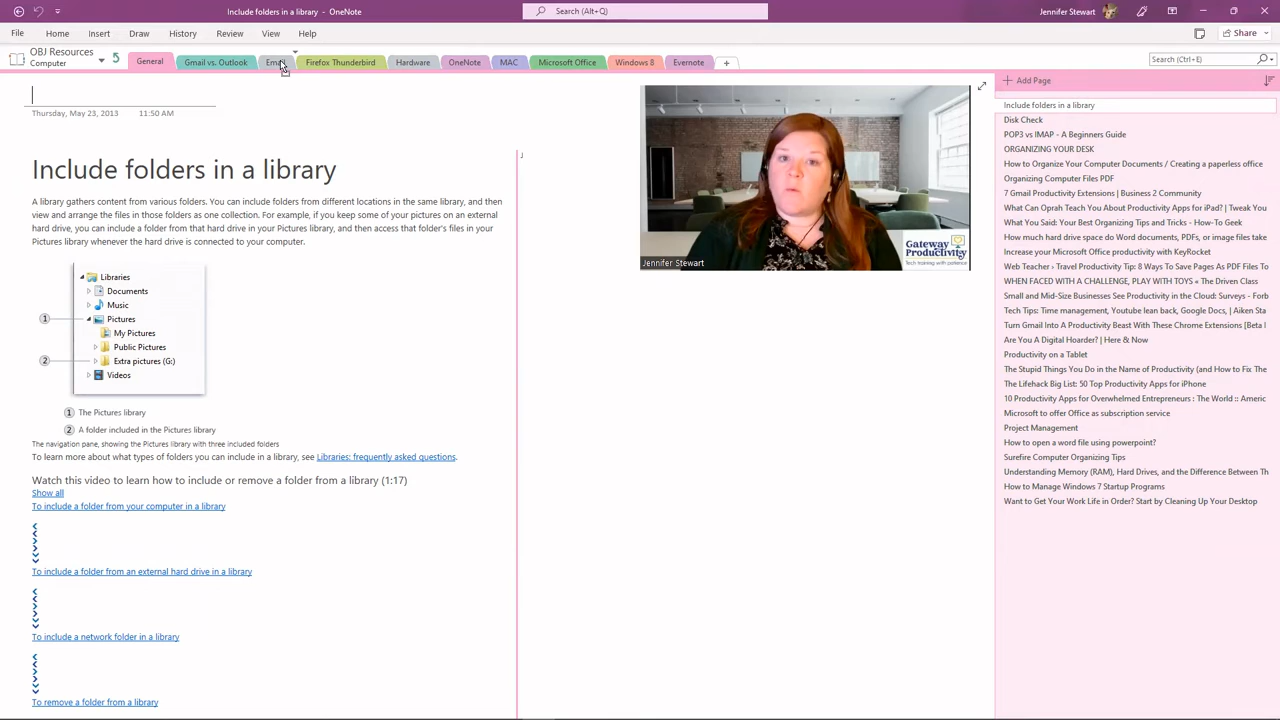 Include folders in a library - OneNote
Search (Alt+Q)
Jennifer Stewart
File Home Insert Draw History Review View Help
Share
OBJ Resources
Computer
General Gmail vs. Outlook Firefox Thunderbird Hardware OneNote MAC Microsoft Office Windows 8 Evernote
Search (Ctrl+E)
Thursday, May 23, 2013 11:50 AM
Include folders in a library
A library gathers content from various folders. You can include folders from different locations in the same library, and then
view and arrange the files in those folders as one collection. For example, if you keep some of your pictures on an external
hard drive, you can include a folder from that hard drive in your Pictures library, and then access that folder's files in your
Pictures library whenever the hard drive is connected to your computer.
Libraries
Documents
Music
1 Pictures
My Pictures
Public Pictures
2 Extra pictures (G:)
Videos
1 The Pictures library
2 A folder included in the Pictures library
The navigation pane, showing the Pictures library with three included folders
To learn more about what types of folders you can include in a library, see Libraries: frequently asked questions.
Watch this video to learn how to include or remove a folder from a library (1:17)
Show all
To include a folder from your computer in a library
To include a folder from an external hard drive in a library
To include a network folder in a library
To remove a folder from a library
Gateway
Productivity
Tech training with patience
Jennifer Stewart
Add Page
Include folders in a library
Disk Check
POP3 vs IMAP - A Beginners Guide
ORGANIZING YOUR DESK
How to Organize Your Computer Documents / Creating a paperless office
Organizing Computer Files PDF
7 Gmail Productivity Extensions | Business 2 Community
What Can Oprah Teach You About Productivity Apps for iPad? | Tweak You
What You Said: Your Best Organizing Tips and Tricks - How-To Geek
How much hard drive space do Word documents, PDFs, or image files take
Increase your Microsoft Office productivity with KeyRocket
Web Teacher › Travel Productivity Tip: 8 Ways To Save Pages As PDF Files To
WHEN FACED WITH A CHALLENGE, PLAY WITH TOYS « The Driven Class
Small and Mid-Size Businesses See Productivity in the Cloud: Surveys - Forb
Tech Tips: Time management, Youtube lean back, Google Docs, | Aiken Sta
Turn Gmail Into A Productivity Beast With These Chrome Extensions [Beta l
Are You A Digital Hoarder? | Here & Now
Productivity on a Tablet
The Stupid Things You Do in the Name of Productivity (and How to Fix The
The Lifehack Big List: 50 Top Productivity Apps for iPhone
10 Productivity Apps for Overwhelmed Entrepreneurs : The World :: Americ
Microsoft to offer Office as subscription service
Project Management
How to open a word file using powerpoint?
Surefire Computer Organizing Tips
Understanding Memory (RAM), Hard Drives, and the Difference Between Th
How to Manage Windows 7 Startup Programs
Want to Get Your Work Life in Order? Start by Cleaning Up Your Desktop